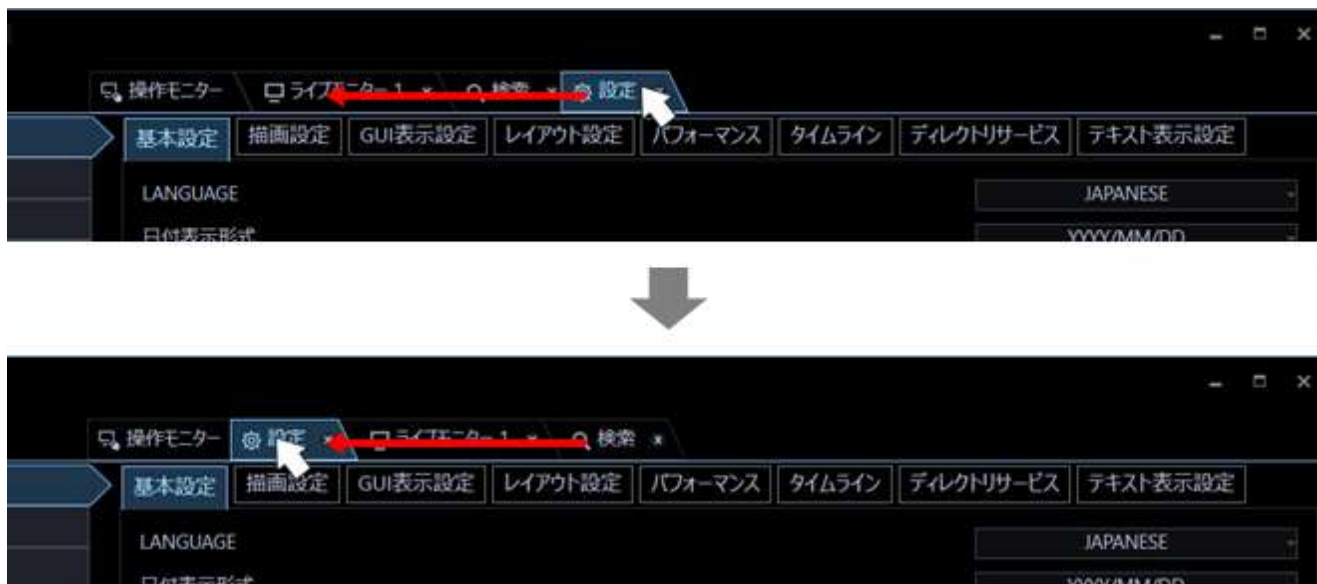 操作モニター ライブモニター 1 検索 設定
基本設定 描画設定 GUI表示設定 レイアウト設定 パフォーマンス タイムライン ディレクトリサービス テキスト表示設定
LANGUAGE JAPANESE
日付表示形式 YYYY/MM/DD
操作モニター 設定 ライブモニター 1 検索
基本設定 描画設定 GUI表示設定 レイアウト設定 パフォーマンス タイムライン ディレクトリサービス テキスト表示設定
LANGUAGE JAPANESE
日付表示形式 YYYY/MM/DD